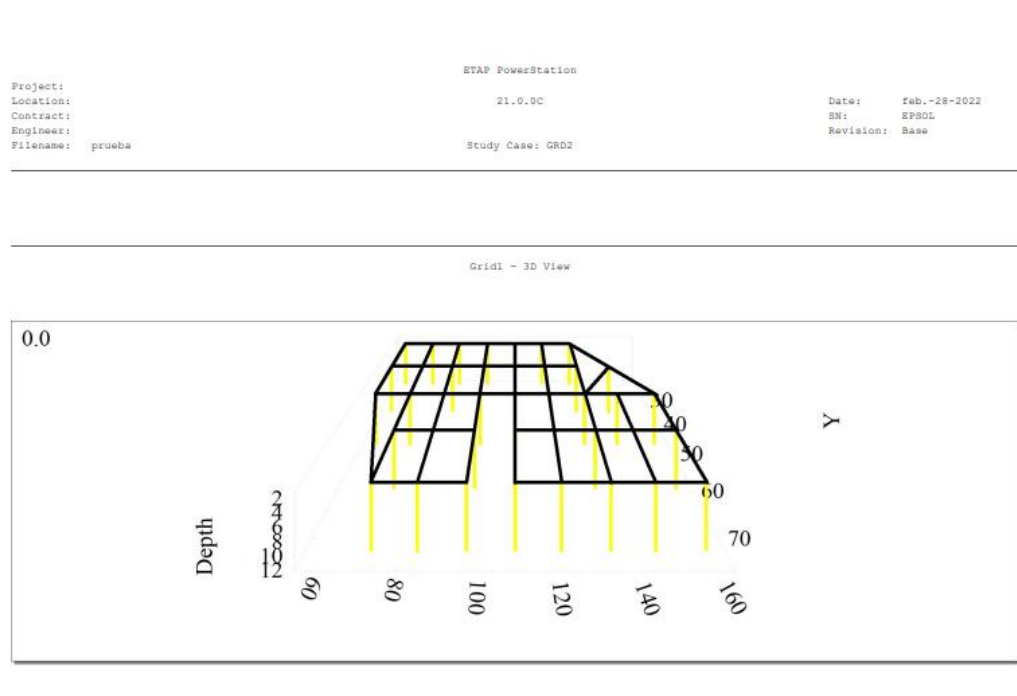 ETAP PowerStation
Project:
Location: 21.0.0C Date: feb.-28-2022
Contract: SN: EPSOL
Engineer: Revision: Base
Filename: prueba Study Case: GRD2
Grid1 - 3D View
0.0
40
50
60
70
Y
2
4
6
8
10
12
Depth
60
80
100
120
140
160